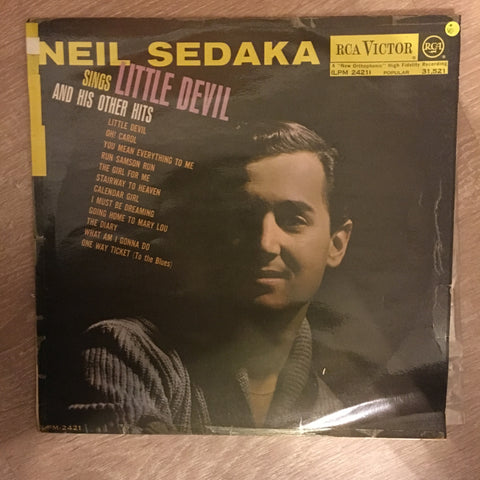 NEIL SEDAKA
SINGS LITTLE DEVIL
AND HIS OTHER HITS
LITTLE DEVIL
OH! CAROL
YOU MEAN EVERYTHING TO ME
RUN SAMSON RUN
THE GIRL FOR ME
STAIRWAY TO HEAVEN
CALENDAR GIRL
I MUST BE DREAMING
GOING HOME TO MARY LOU
THE DIARY
WHAT AM I GONNA DO
ONE WAY TICKET (To the Blues)
RCA VICTOR
RCA
A "New Orthophonic" High Fidelity Recording
(LPM 2421)
POPULAR
31,521
LPM-2421